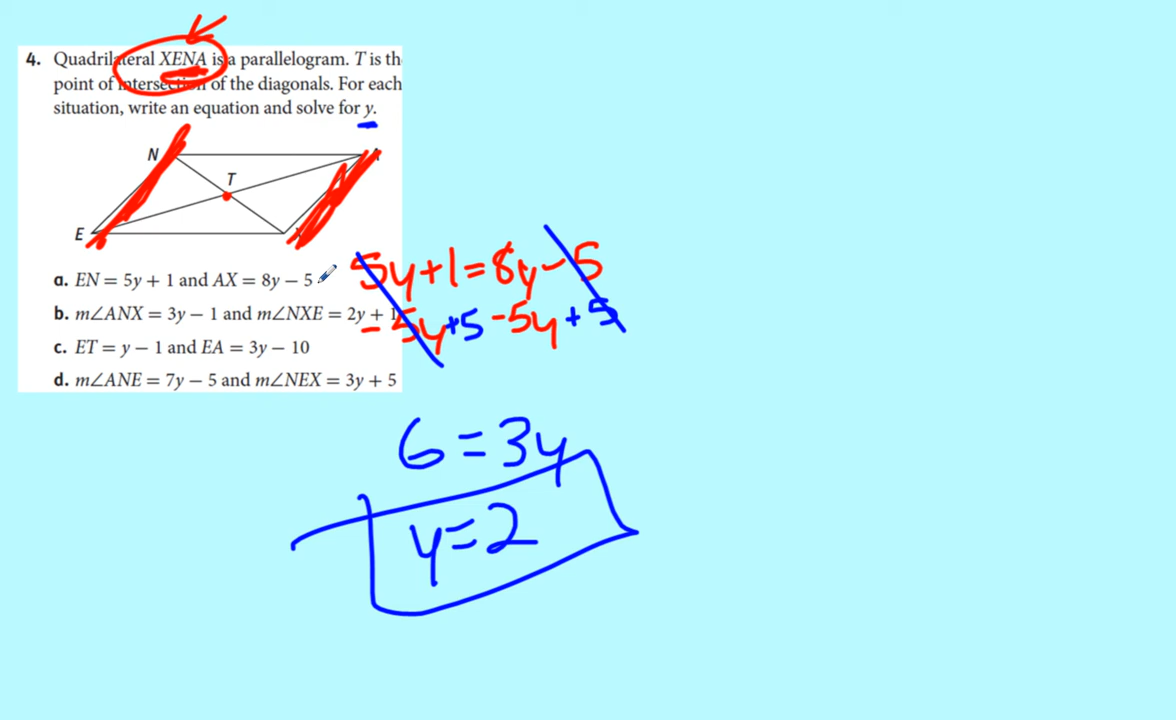 4. Quadrilateral XENA is a parallelogram. T is th
point of intersection of the diagonals. For each
situation, write an equation and solve for y.
N
T
E
a. EN = 5y + 1 and AX = 8y − 5
b. m∠ANX = 3y − 1 and m∠NXE = 2y + 1
c. ET = y − 1 and EA = 3y − 10
d. m∠ANE = 7y − 5 and m∠NEX = 3y + 5
5y+1=8y−5
−5y+5 −5y+5
6=3y
y=2